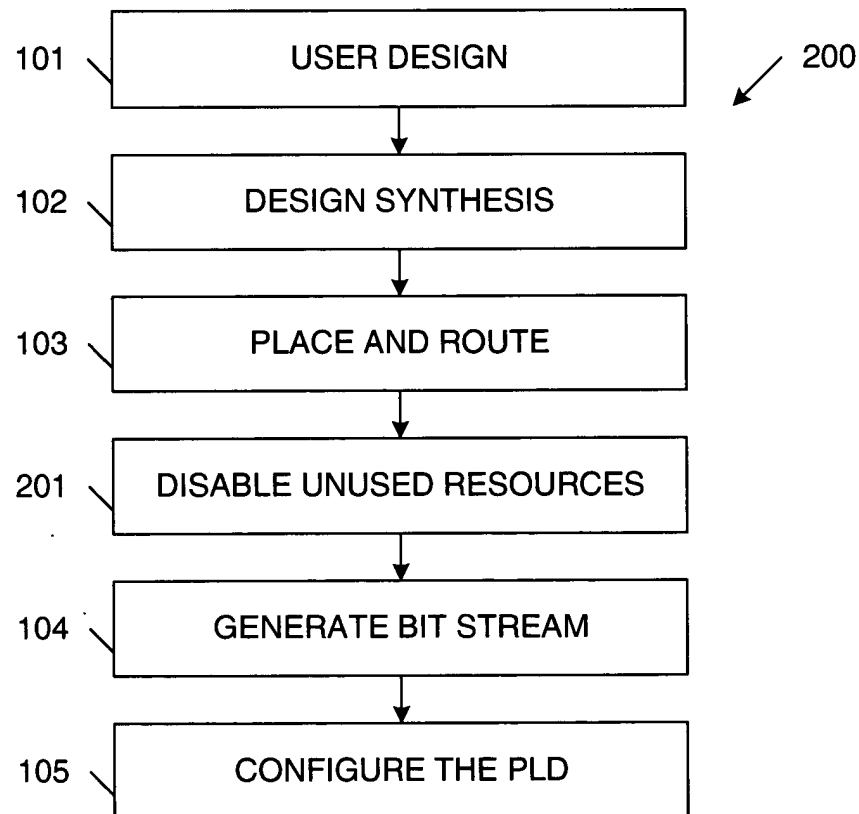 101 USER DESIGN
200
102 DESIGN SYNTHESIS
103 PLACE AND ROUTE
201 DISABLE UNUSED RESOURCES
104 GENERATE BIT STREAM
105 CONFIGURE THE PLD